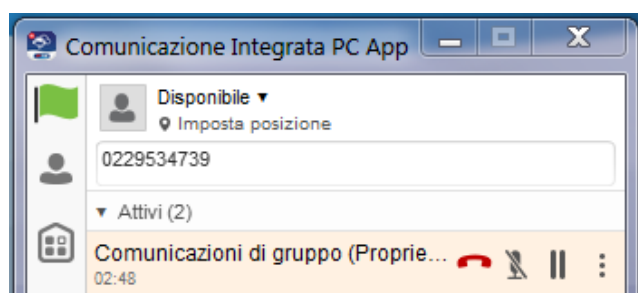 Comunicazione Integrata PC App
Disponibile ▼
Imposta posizione
0229534739
▼ Attivi (2)
Comunicazioni di gruppo (Proprie...
02:48